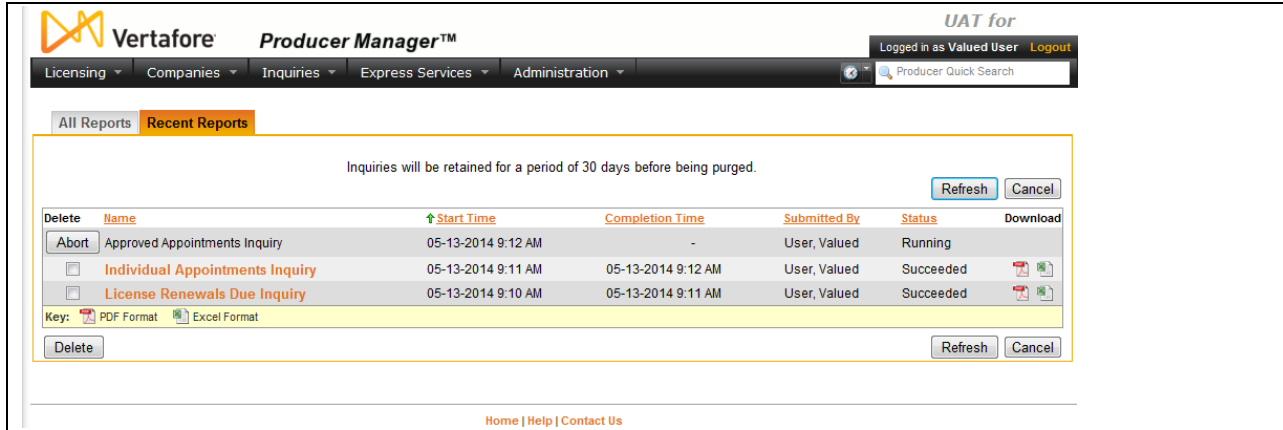 UAT for
Vertafore Producer Manager™
Logged in as Valued User Logout
Licensing Companies Inquiries Express Services Administration Producer Quick Search
All Reports Recent Reports
Inquiries will be retained for a period of 30 days before being purged.
Refresh Cancel
Delete Name Start Time Completion Time Submitted By Status Download
Abort Approved Appointments Inquiry 05-13-2014 9:12 AM - User, Valued Running
Individual Appointments Inquiry 05-13-2014 9:11 AM 05-13-2014 9:12 AM User, Valued Succeeded
License Renewals Due Inquiry 05-13-2014 9:10 AM 05-13-2014 9:11 AM User, Valued Succeeded
Key: PDF Format Excel Format
Delete Refresh Cancel
Home | Help | Contact Us